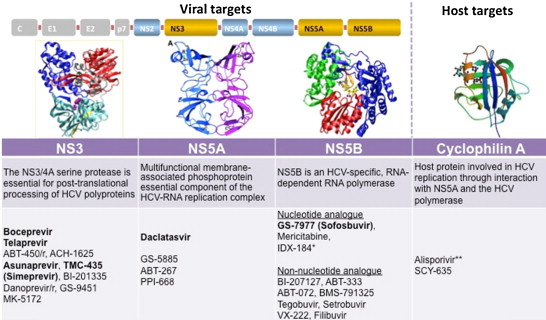 Viral targets
Host targets
C E1 E2 p7 NS2 NS3 NS4A NS4B NS5A NS5B
A
NS3
NS5A
NS5B
Cyclophilin A
The NS3/4A serine protease is
essential for post-translational
processing of HCV polyproteins
Multifunctional membrane-
associated phosphoprotein
essential component of the
HCV-RNA replication complex
NS5B is an HCV-specific, RNA-
dependent RNA polymerase
Host protein involved in HCV
replication through interaction
with NS5A and the HCV
polymerase
Boceprevir
Telaprevir
ABT-450/r, ACH-1625
Asunaprevir, TMC-435
(Simeprevir), BI-201335
Danoprevir/r, GS-9451
MK-5172
Daclatasvir
GS-5885
ABT-267
PPI-668
Nucleotide analogue
GS-7977 (Sofosbuvir),
Mericitabine,
IDX-184*
Non-nucleotide analogue
BI-207127, ABT-333
ABT-072, BMS-791325
Tegobuvir, Setrobuvir
VX-222, Filibuvir
Alisporivir**
SCY-635